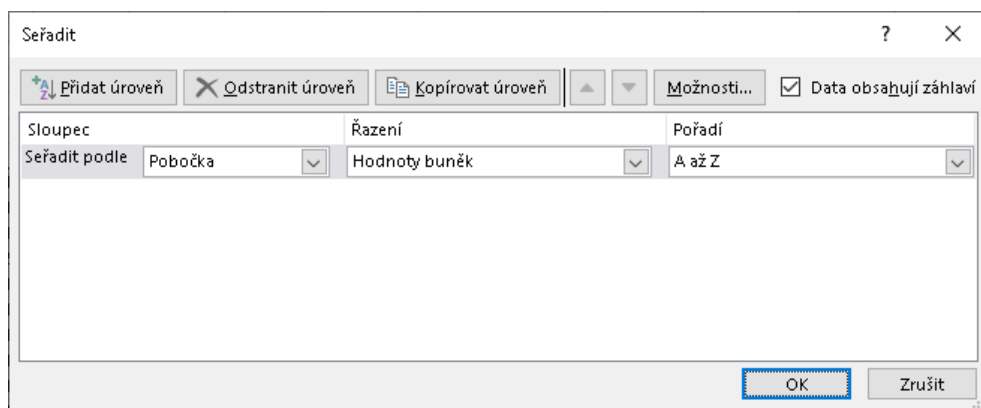 Seřadit ?
Přidat úroveň Odstranit úroveň Kopírovat úroveň Možnosti... Data obsahují záhlaví
Sloupec Řazení Pořadí
Seřadit podle Pobočka Hodnoty buněk A až Z
OK Zrušit